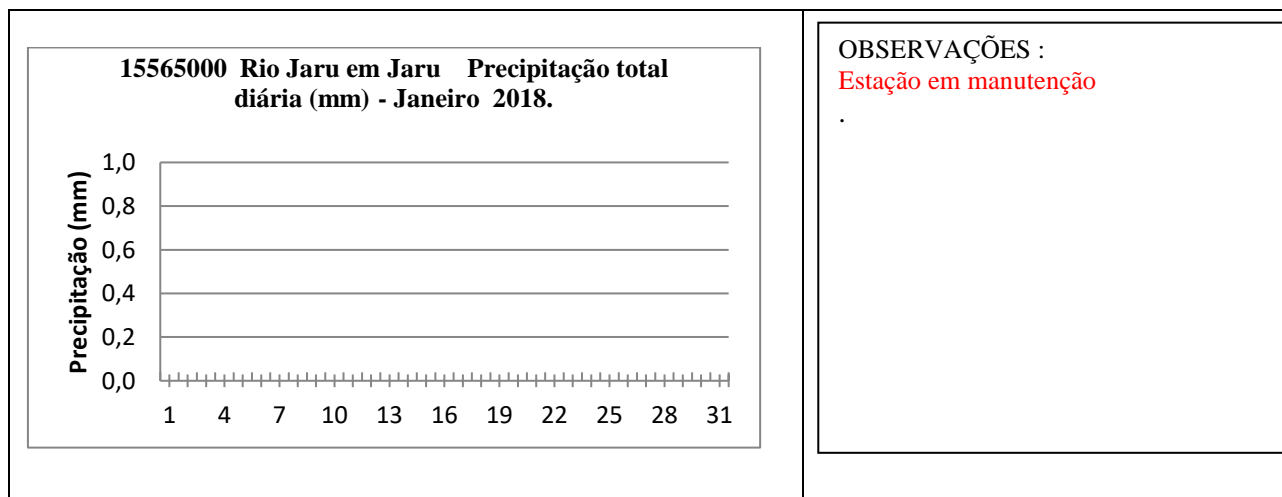 15565000 Rio Jaru em Jaru Precipitação total
diária (mm) - Janeiro 2018.
Precipitação (mm)
1,0
0,8
0,6
0,4
0,2
0,0
1 4 7 10 13 16 19 22 25 28 31
OBSERVAÇÕES :
Estação em manutenção
.